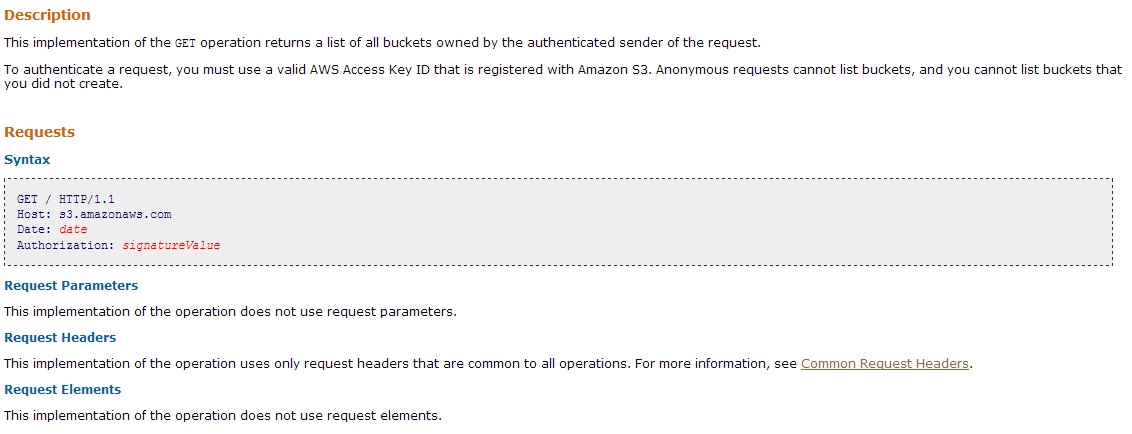 Description
This implementation of the GET operation returns a list of all buckets owned by the authenticated sender of the request.
To authenticate a request, you must use a valid AWS Access Key ID that is registered with Amazon S3. Anonymous requests cannot list buckets, and you cannot list buckets that
you did not create.
Requests
Syntax
GET / HTTP/1.1
Host: s3.amazonaws.com
Date: date
Authorization: signatureValue
Request Parameters
This implementation of the operation does not use request parameters.
Request Headers
This implementation of the operation uses only request headers that are common to all operations. For more information, see Common Request Headers.
Request Elements
This implementation of the operation does not use request elements.